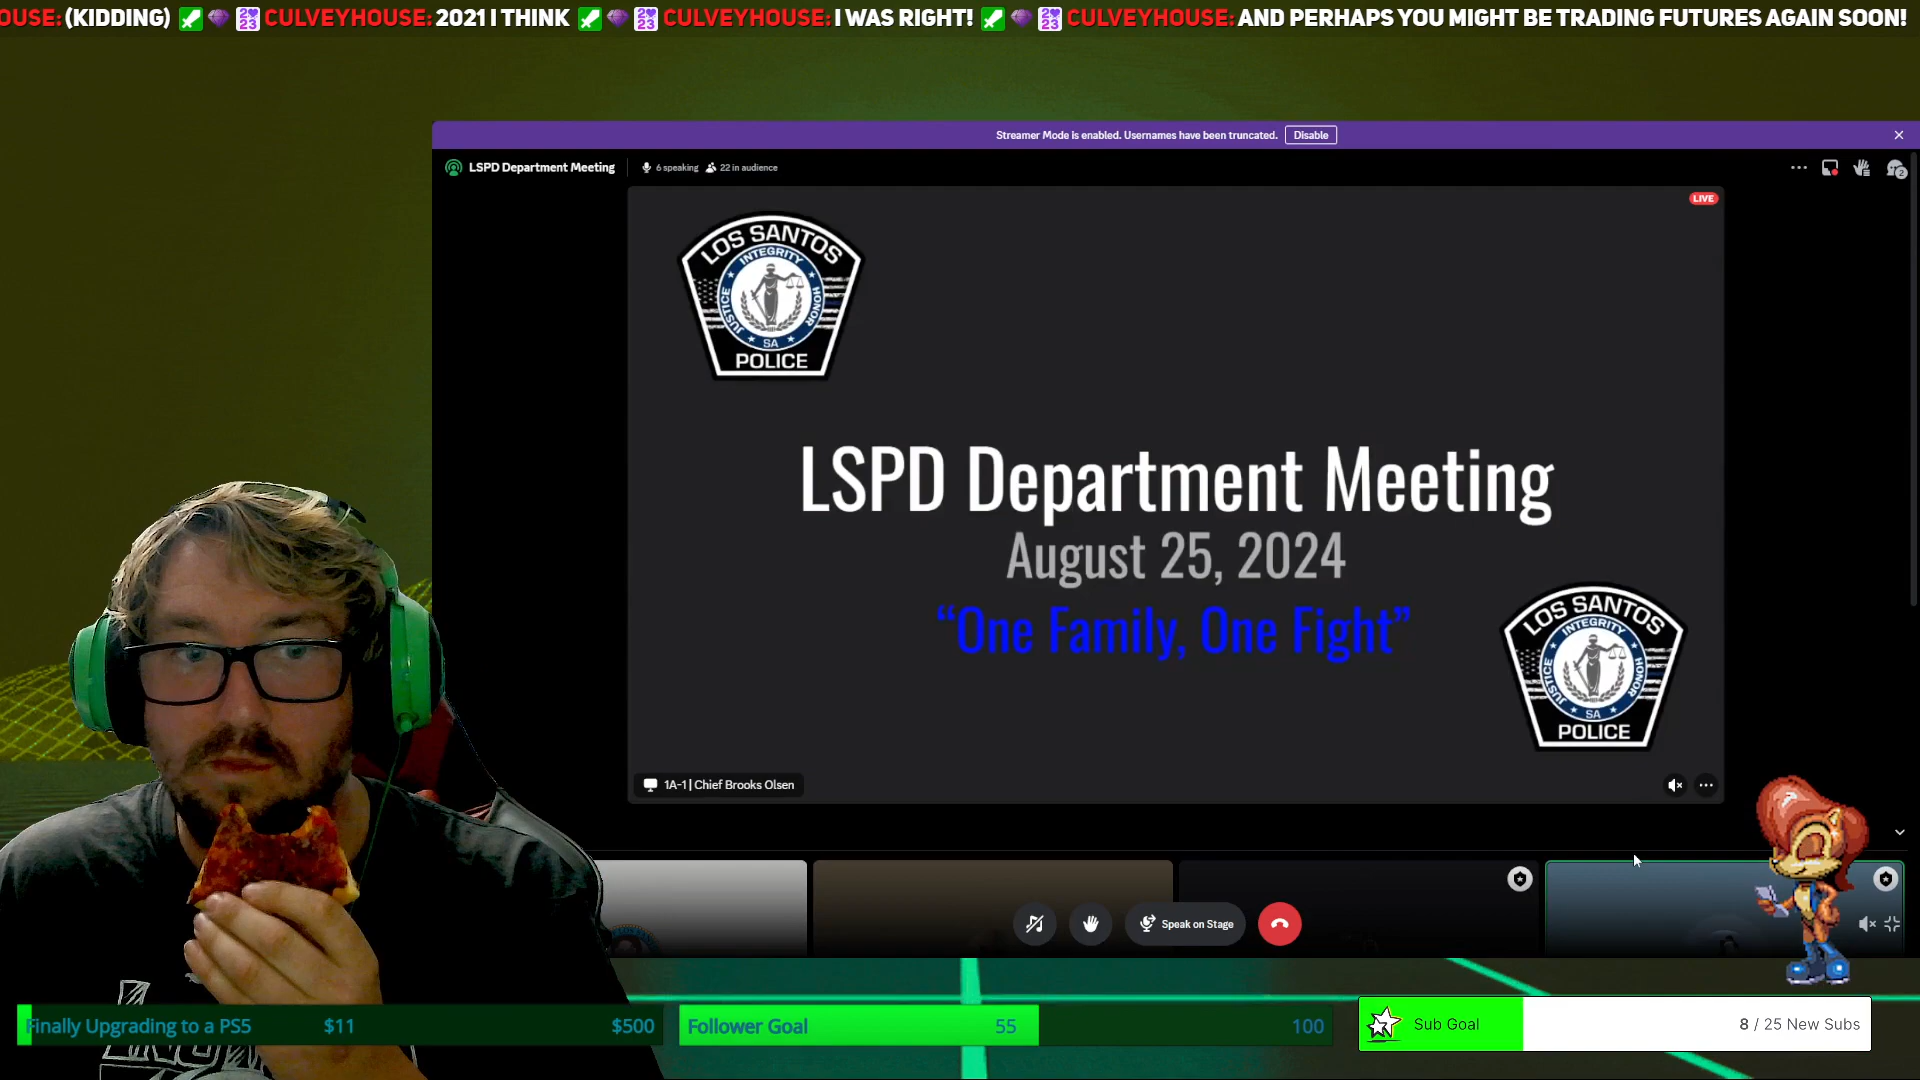 OUSE: (KIDDING) CULVEYHOUSE: 2021 I THINK CULVEYHOUSE: I WAS RIGHT! CULVEYHOUSE: AND PERHAPS YOU MIGHT BE TRADING FUTURES AGAIN SOON!
Streamer Mode is enabled. Usernames have been truncated. Disable
LSPD Department Meeting 6 speaking 22 in audience
2
LIVE
LOS SANTOS
INTEGRITY
JUSTICE HONOR
SA
POLICE
LSPD Department Meeting
August 25, 2024
“One Family, One Fight”
LOS SANTOS
INTEGRITY
JUSTICE HONOR
SA
POLICE
1A-1 | Chief Brooks Olsen
Speak on Stage
Finally Upgrading to a PS5 $11 $500
Follower Goal 55 100
Sub Goal 8 / 25 New Subs